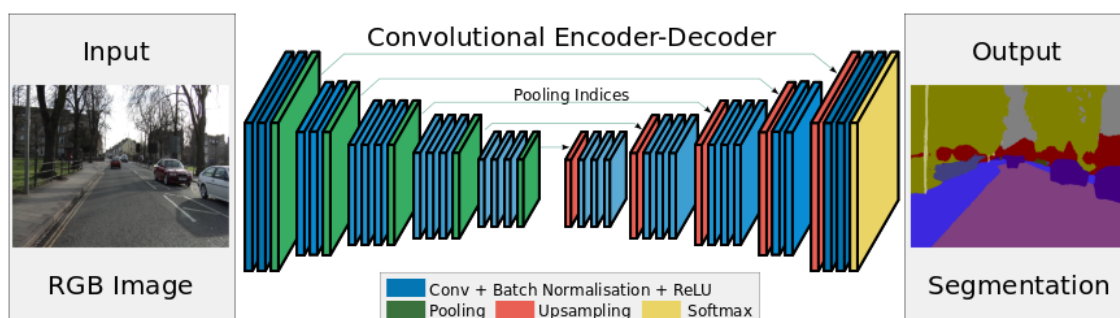 Input
Convolutional Encoder-Decoder
Output
Pooling Indices
RGB Image
Segmentation
Conv + Batch Normalisation + ReLU
Pooling Upsampling Softmax